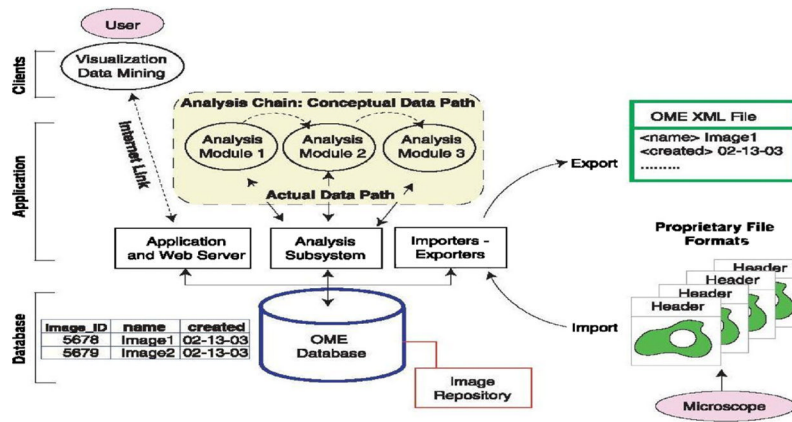 User
Clients
Visualization
Data Mining
Internet Link
Application
Analysis Chain: Conceptual Data Path
Analysis
Module 1
Analysis
Module 2
Analysis
Module 3
Actual Data Path
Application
and Web Server
Analysis
Subsystem
Importers -
Exporters
Export
OME XML File
<name> Image1
<created> 02-13-03
.........
Proprietary File
Formats
Header
Header
Header
Header
Import
Microscope
Database
Image_ID name created
5678 Image1 02-13-03
5679 Image2 02-13-03
OME
Database
Image
Repository